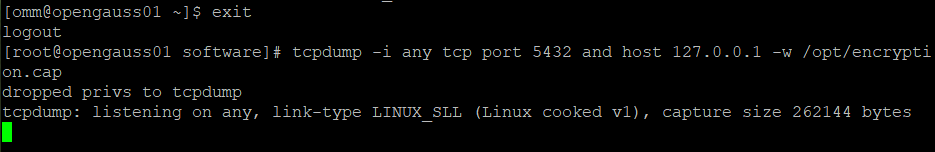 [omm@opengauss01 ~]$ exit
logout
[root@opengauss01 software]# tcpdump -i any tcp port 5432 and host 127.0.0.1 -w /opt/encrypti
on.cap
dropped privs to tcpdump
tcpdump: listening on any, link-type LINUX_SLL (Linux cooked v1), capture size 262144 bytes